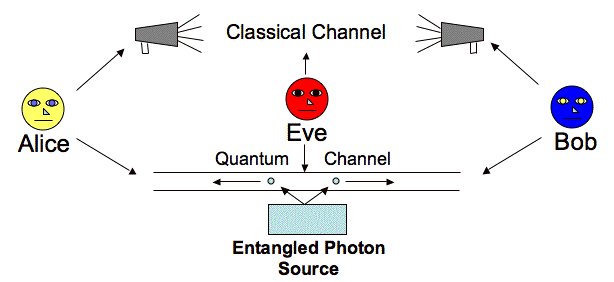 Classical Channel
Alice
Eve
Bob
Quantum Channel
Entangled Photon
Source